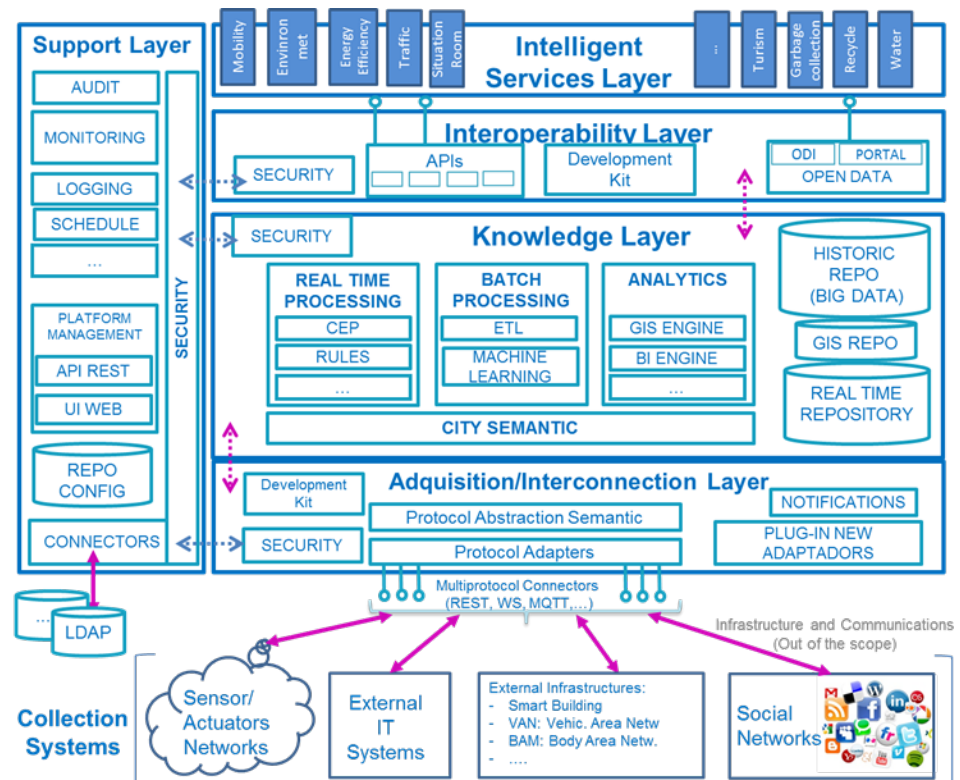 Support Layer
AUDIT
MONITORING
LOGGING
SCHEDULE
...
PLATFORM
MANAGEMENT
API REST
UI WEB
REPO
CONFIG
CONNECTORS
SECURITY
...
LDAP
Mobility
Envinron
met
Energy
Efficiency
Traffic
Situation
Room
Intelligent
Services Layer
...
Turism
Garbage
collection
Recycle
Water
Interoperability Layer
SECURITY
APIs
Development
Kit
ODI
PORTAL
OPEN DATA
SECURITY
Knowledge Layer
REAL TIME
PROCESSING
CEP
RULES
...
BATCH
PROCESSING
ETL
MACHINE
LEARNING
ANALYTICS
GIS ENGINE
BI ENGINE
...
HISTORIC
REPO
(BIG DATA)
GIS REPO
REAL TIME
REPOSITORY
CITY SEMANTIC
Adquisition/Interconnection Layer
Development
Kit
SECURITY
Protocol Abstraction Semantic
Protocol Adapters
NOTIFICATIONS
PLUG-IN NEW
ADAPTADORS
Multiprotocol Connectors
(REST, WS, MQTT,...)
Infrastructure and Communications
(Out of the scope)
Collection
Systems
Sensor/
Actuators
Networks
External
IT
Systems
External Infrastructures:
- Smart Building
- VAN: Vehic. Area Netw
- BAM: Body Area Netw.
- ....
Social
Networks